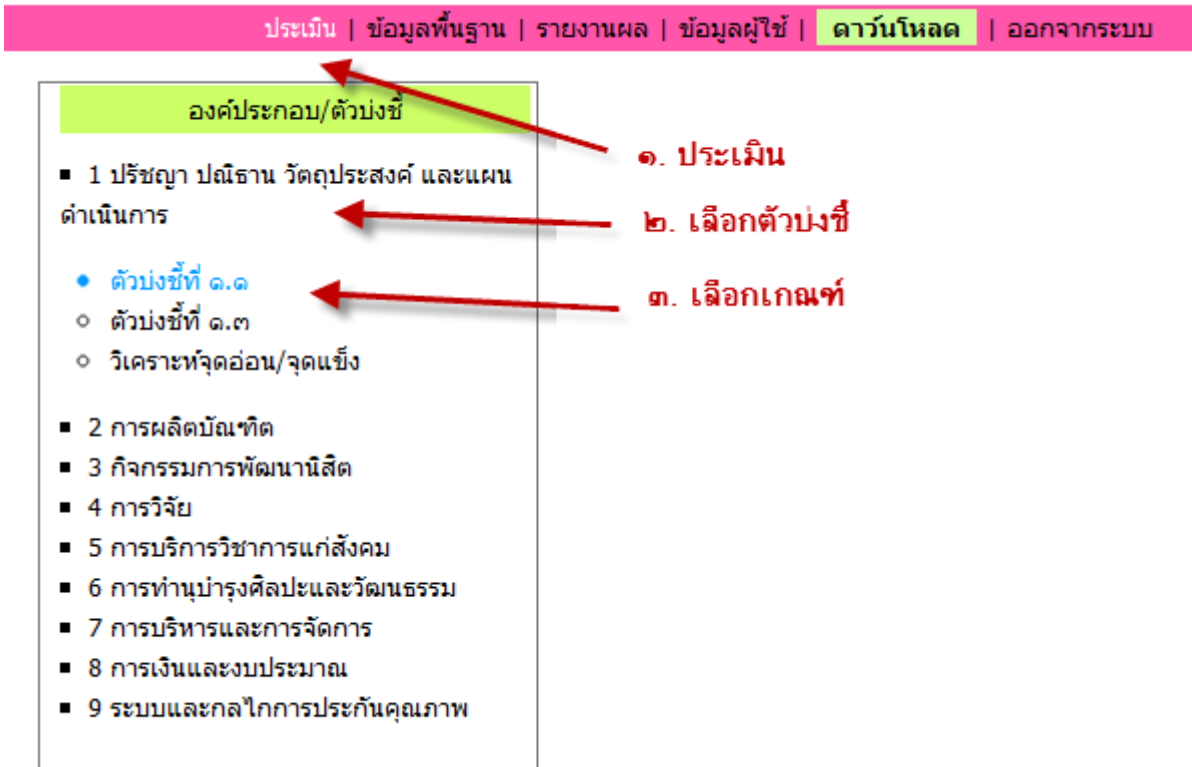 ประเมิน | ข้อมูลพื้นฐาน | รายงานผล | ข้อมูลผู้ใช้ | ดาว์นโหลด | ออกจากระบบ
องค์ประกอบ/ตัวบ่งชี้
๑. ประเมิน
■ 1 ปรัชญา ปณิธาน วัตถุประสงค์ และแผน
ดำเนินการ
๒. เลือกตัวบ่งชี้
ตัวบ่งชี้ที่ ๑.๑
๓. เลือกเกณฑ์
ตัวบ่งชี้ที่ ๑.๓
วิเคราะห์จุดอ่อน/จุดแข็ง
■ 2 การผลิตบัณฑิต
■ 3 กิจกรรมการพัฒนานิสิต
■ 4 การวิจัย
■ 5 การบริการวิชาการแก่สังคม
■ 6 การทำนุบำรุงศิลปะและวัฒนธรรม
■ 7 การบริหารและการจัดการ
■ 8 การเงินและงบประมาณ
■ 9 ระบบและกลไกการประกันคุณภาพ